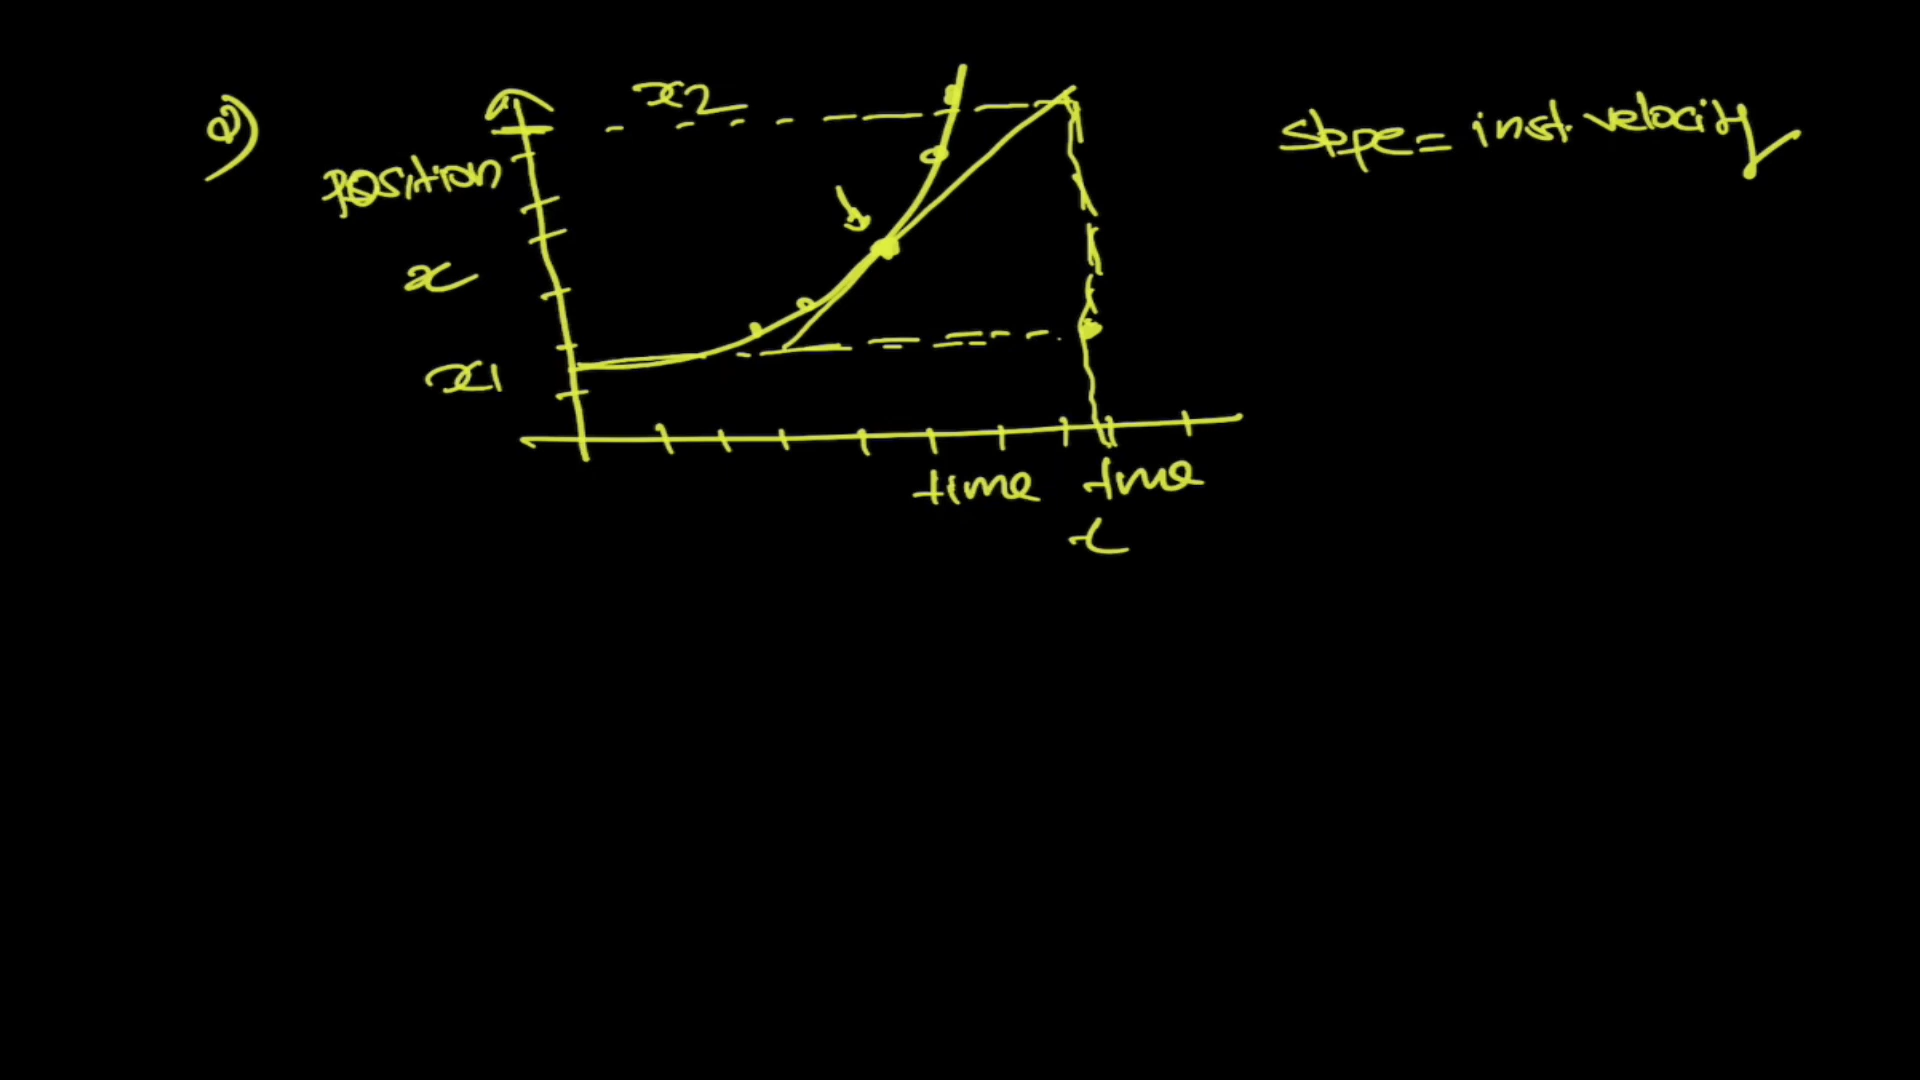 a)
x2
slope = inst. velocity
position
x
x1
time time
t